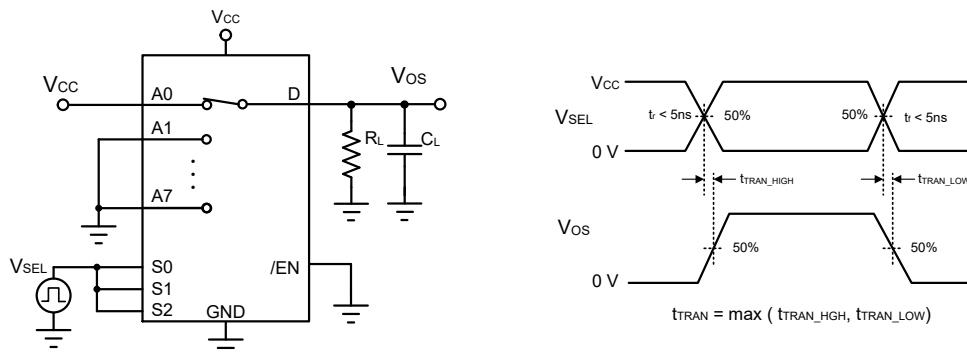 VCC
VCC
A0
D
VOS
A1
RL
CL
A7
VSEL
S0
S1
S2
/EN
GND
VCC
VSEL
0 V
tr < 5ns
50%
50%
tf < 5ns
tTRAN_HIGH
tTRAN_LOW
VOS
0 V
50%
50%
tTRAN = max ( tTRAN_HGH, tTRAN_LOW)